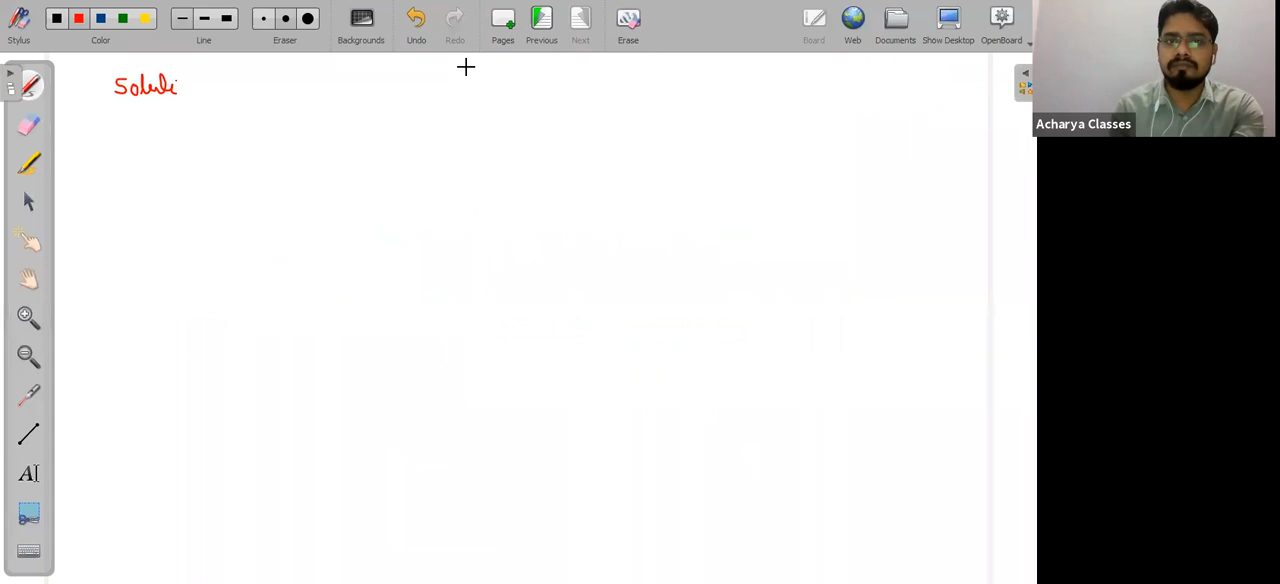 Stylus Color Line Eraser Backgrounds Undo Redo Pages Previous Next Erase Board Web Documents Show Desktop OpenBoard
Soluti
Acharya Classes
A